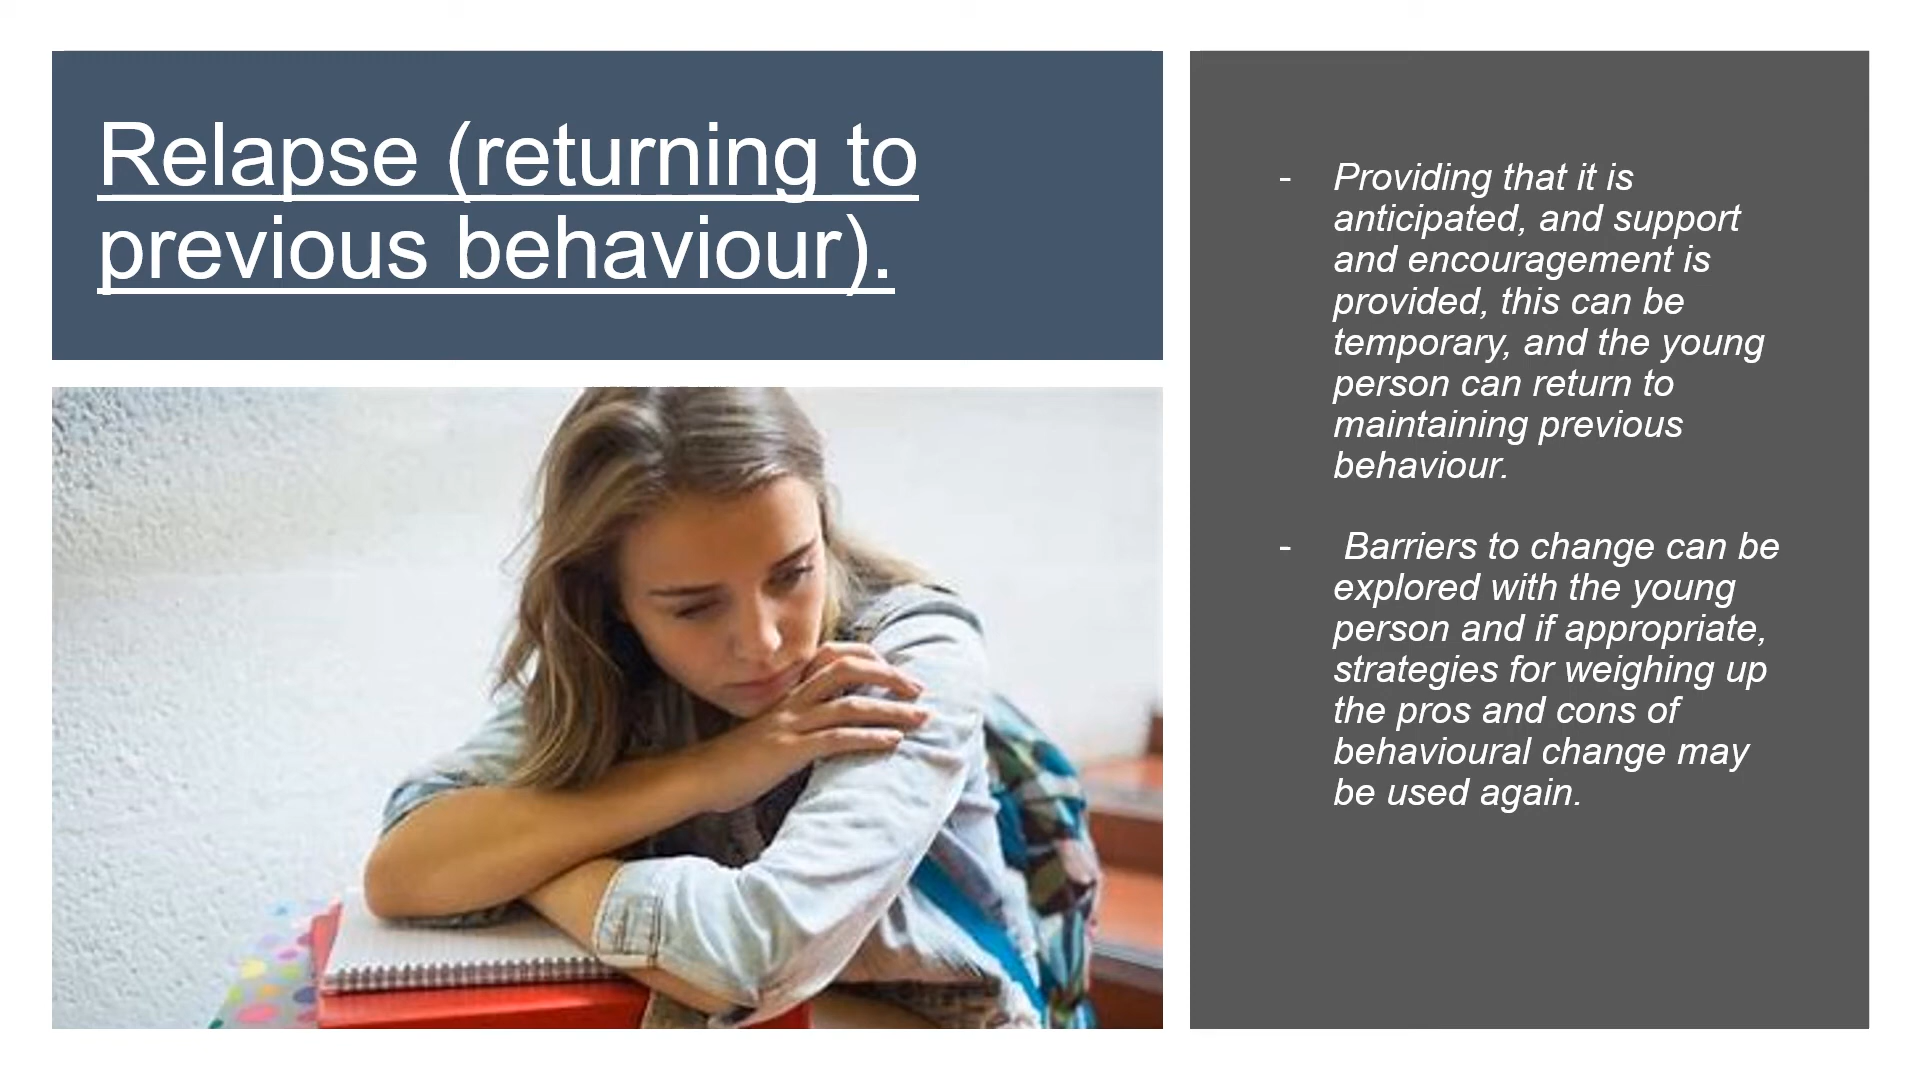 Relapse (returning to
previous behaviour).
- Providing that it is
anticipated, and support
and encouragement is
provided, this can be
temporary, and the young
person can return to
maintaining previous
behaviour.
- Barriers to change can be
explored with the young
person and if appropriate,
strategies for weighing up
the pros and cons of
behavioural change may
be used again.